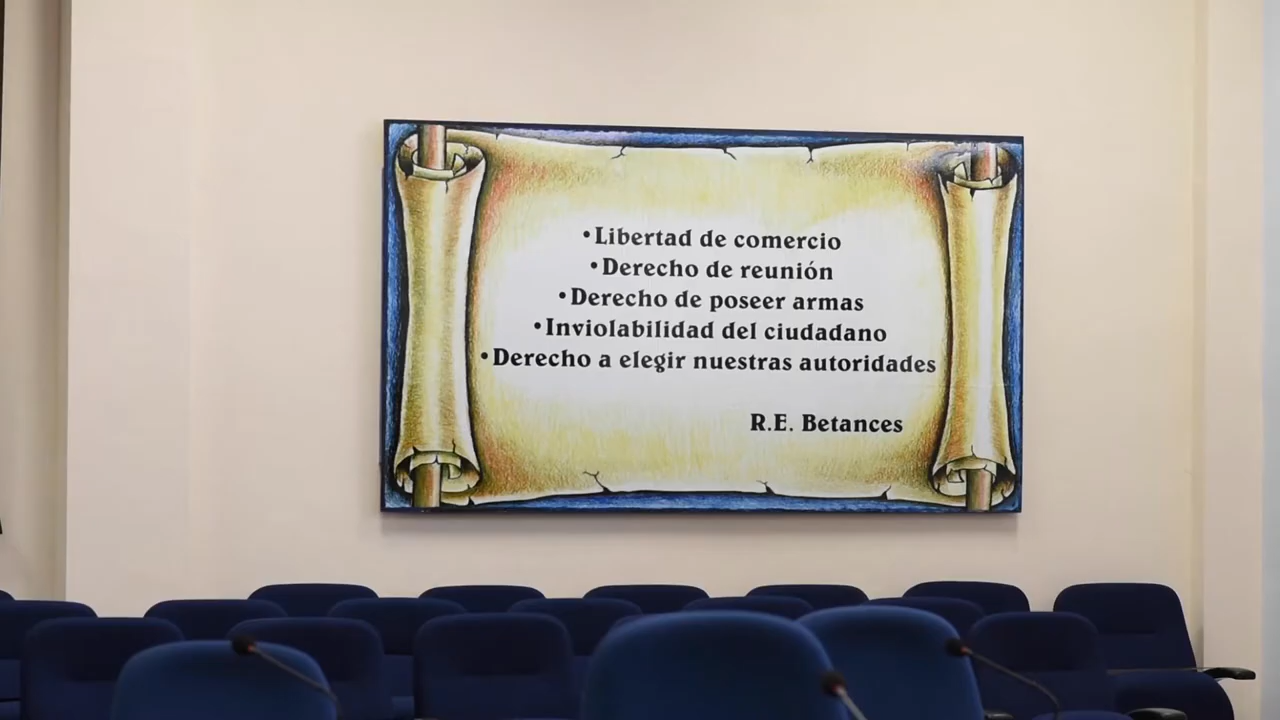 •Libertad de comercio
•Derecho de reunión
•Derecho de poseer armas
•Inviolabilidad del ciudadano
•Derecho a elegir nuestras autoridades
R.E. Betances